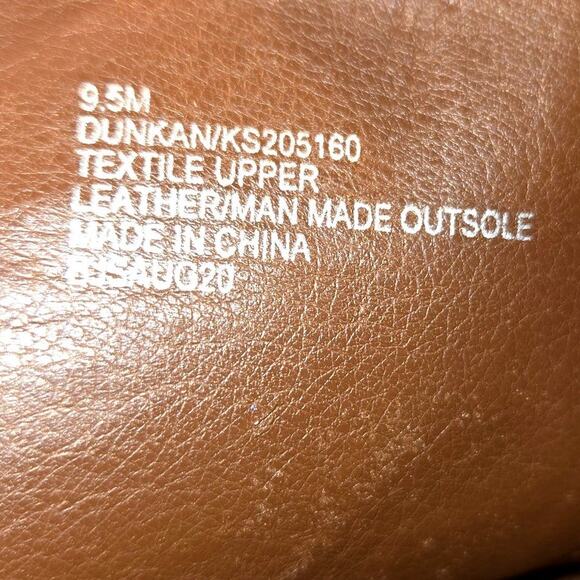 9.5M
DUNKAN/KS205160
TEXTILE UPPER
LEATHER/MAN MADE OUTSOLE
MADE IN CHINA